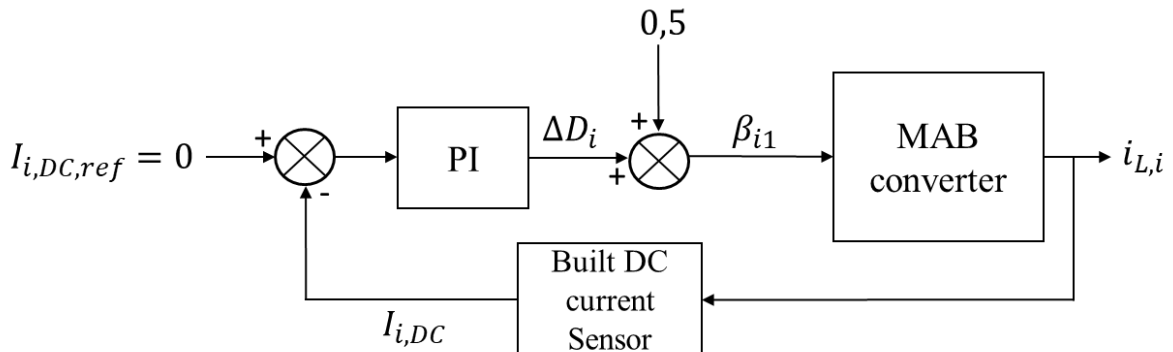 0,5
+
+
-
+
I_{i,DC,ref} = 0
PI
ΔD_i
β_{i1}
MAB
converter
i_{L,i}
Built DC
current
Sensor
I_{i,DC}